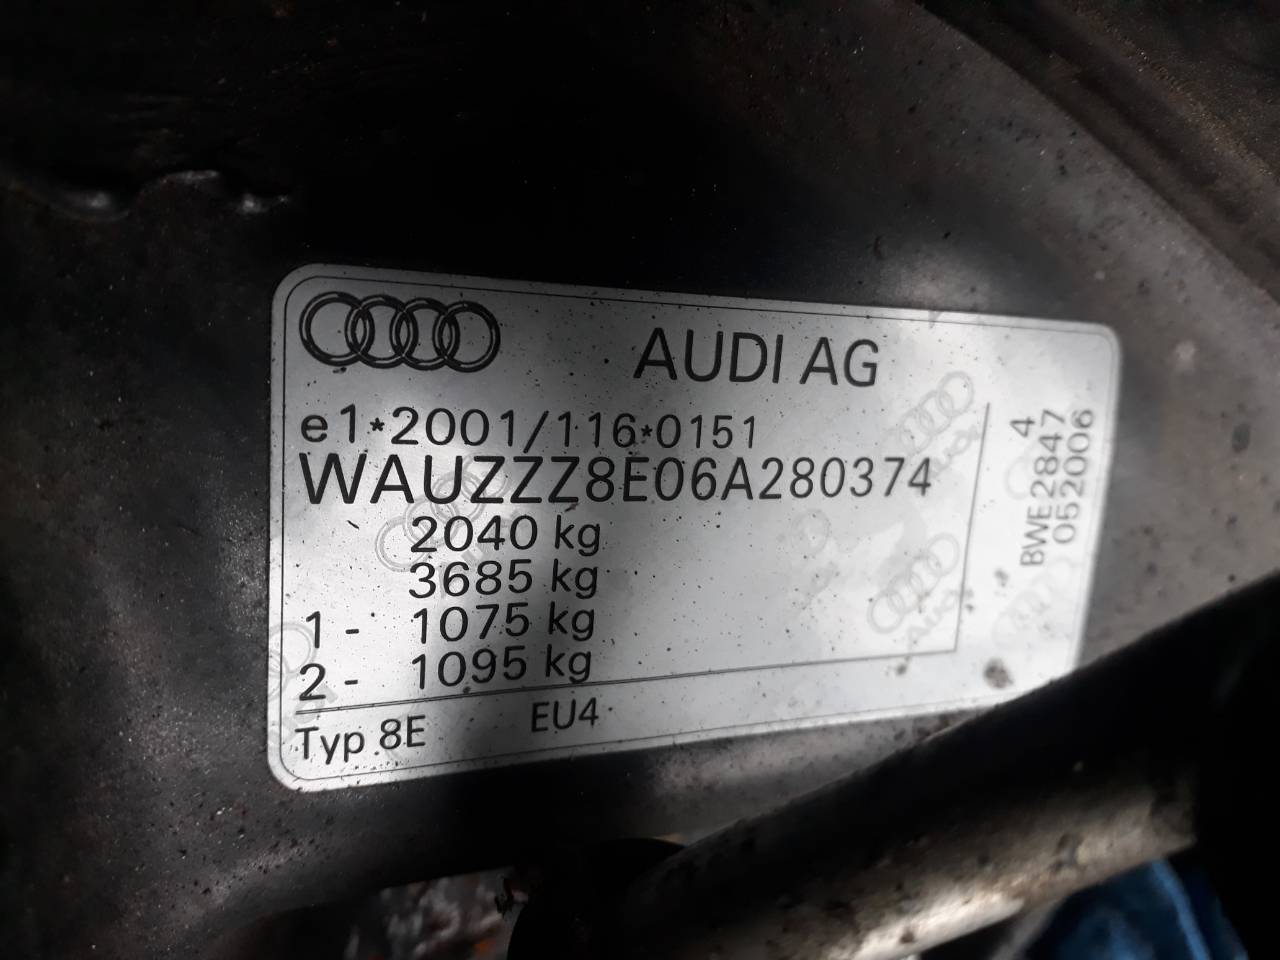 AUDI AG
e1*2001/116*0151
WAUZZZ8E06A280374
2040 kg
3685 kg
1 - 1075 kg
2 - 1095 kg
Typ 8E EU4
4
BWE2847
052006